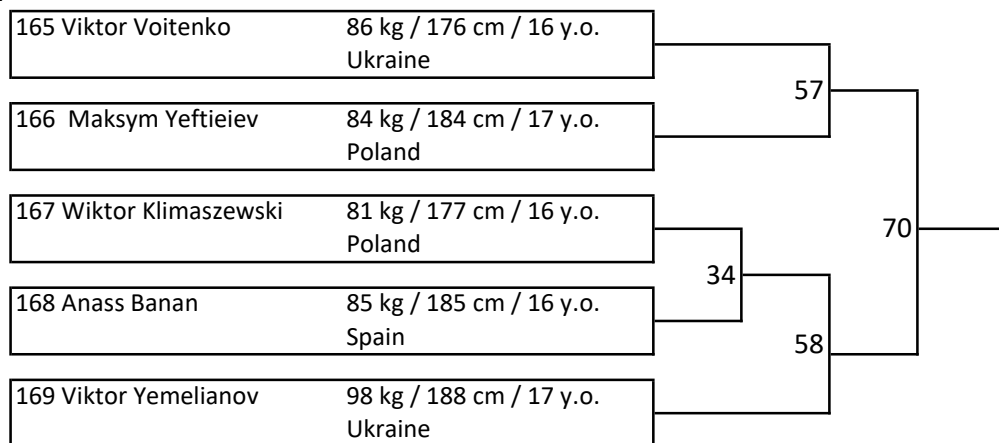 165 Viktor Voitenko 86 kg / 176 cm / 16 y.o.
Ukraine
57
166 Maksym Yeftieiev 84 kg / 184 cm / 17 y.o.
Poland
167 Wiktor Klimaszewski 81 kg / 177 cm / 16 y.o.
Poland
70
34
168 Anass Banan 85 kg / 185 cm / 16 y.o.
Spain
58
169 Viktor Yemelianov 98 kg / 188 cm / 17 y.o.
Ukraine